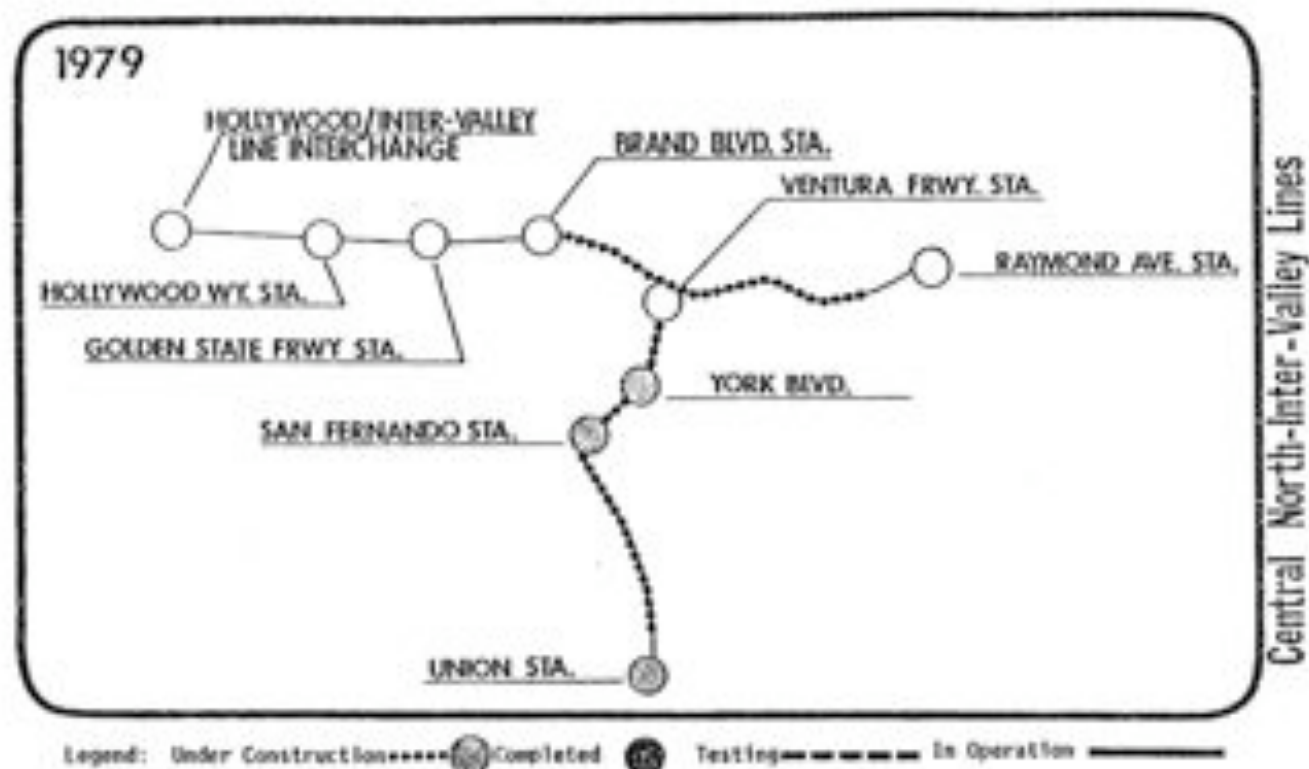 1979
HOLLYWOOD/INTER-VALLEY
LINE INTERCHANGE
BRAND BLVD. STA.
VENTURA FRWY. STA.
RAYMOND AVE. STA.
HOLLYWOOD WY. STA.
GOLDEN STATE FRWY STA.
YORK BLVD.
SAN FERNANDO STA.
UNION STA.
Central North-Inter-Valley Lines
Legend: Under Construction Completed Testing In Operation